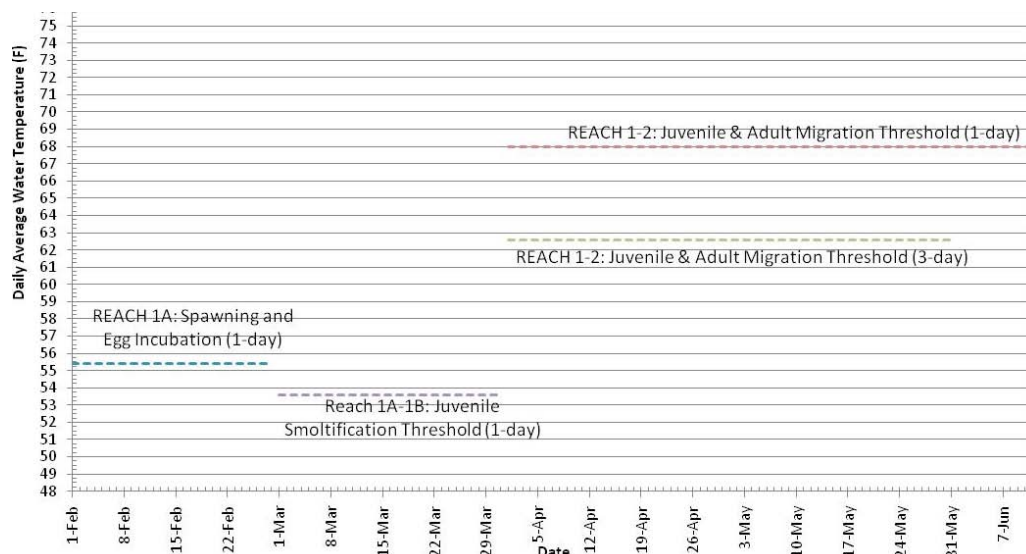 Daily Average Water Temperature (F)
75
74
73
72
71
70
69
68
67
66
65
64
63
62
61
60
59
58
57
56
55
54
53
52
51
50
49
48
REACH 1-2: Juvenile & Adult Migration Threshold (1-day)
REACH 1-2: Juvenile & Adult Migration Threshold (3-day)
REACH 1A: Spawning and
Egg Incubation (1-day)
Reach 1A-1B: Juvenile
Smoltification Threshold (1-day)
1-Feb
8-Feb
15-Feb
22-Feb
1-Mar
8-Mar
15-Mar
22-Mar
29-Mar
5-Apr
12-Apr
19-Apr
26-Apr
3-May
10-May
17-May
24-May
31-May
7-Jun
Date